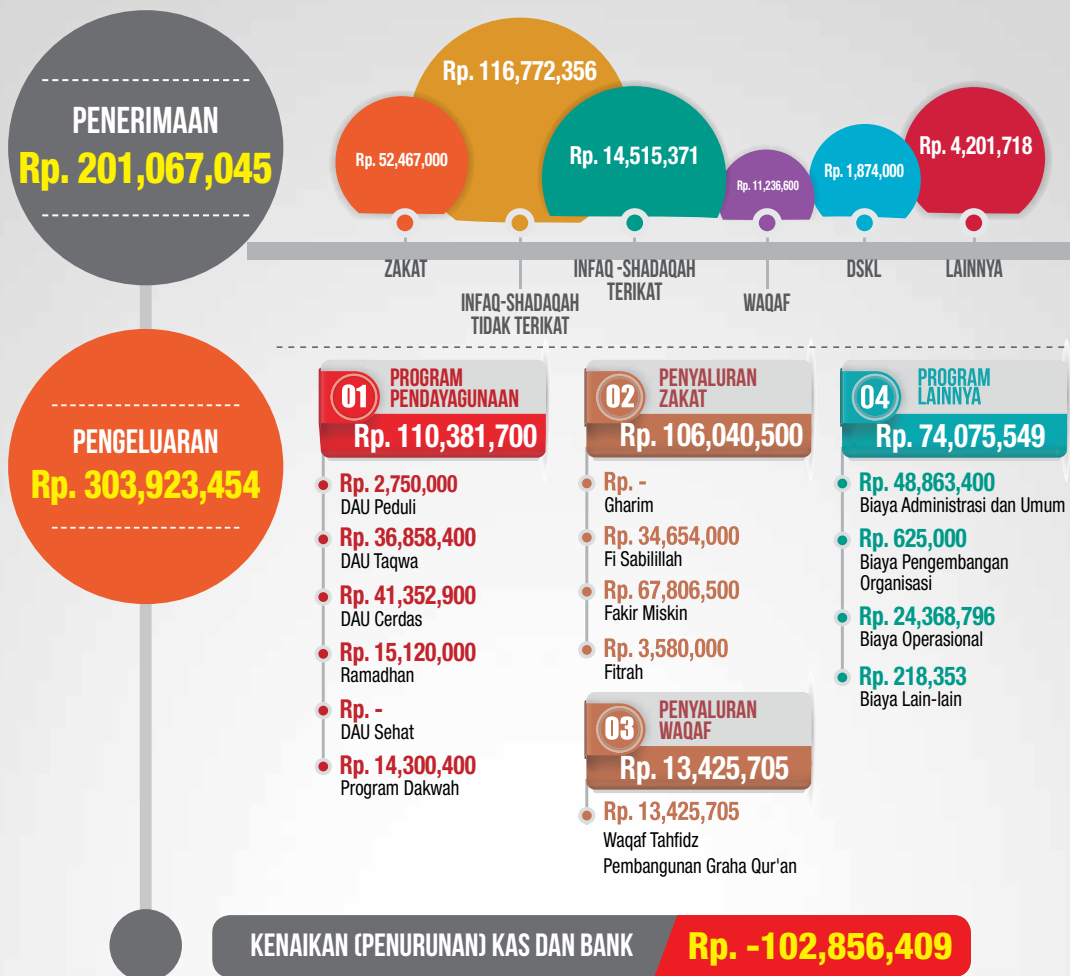 PENERIMAAN
Rp. 201,067,045
Rp. 52,467,000
Rp. 116,772,356
Rp. 14,515,371
Rp. 11,236,600
Rp. 1,874,000
Rp. 4,201,718
ZAKAT
INFAQ-SHADAQAH
TIDAK TERIKAT
INFAQ -SHADAQAH
TERIKAT
WAQAF
DSKL
LAINNYA
PENGELUARAN
Rp. 303,923,454
01
PROGRAM
PENDAYAGUNAAN
Rp. 110,381,700
Rp. 2,750,000
DAU Peduli
Rp. 36,858,400
DAU Taqwa
Rp. 41,352,900
DAU Cerdas
Rp. 15,120,000
Ramadhan
Rp. -
DAU Sehat
Rp. 14,300,400
Program Dakwah
02
PENYALURAN
ZAKAT
Rp. 106,040,500
Rp. -
Gharim
Rp. 34,654,000
Fi Sabilillah
Rp. 67,806,500
Fakir Miskin
Rp. 3,580,000
Fitrah
03
PENYALURAN
WAQAF
Rp. 13,425,705
Rp. 13,425,705
Waqaf Tahfidz
Pembangunan Graha Qur'an
04
PROGRAM
LAINNYA
Rp. 74,075,549
Rp. 48,863,400
Biaya Administrasi dan Umum
Rp. 625,000
Biaya Pengembangan
Organisasi
Rp. 24,368,796
Biaya Operasional
Rp. 218,353
Biaya Lain-lain
KENAIKAN (PENURUNAN) KAS DAN BANK
Rp. -102,856,409